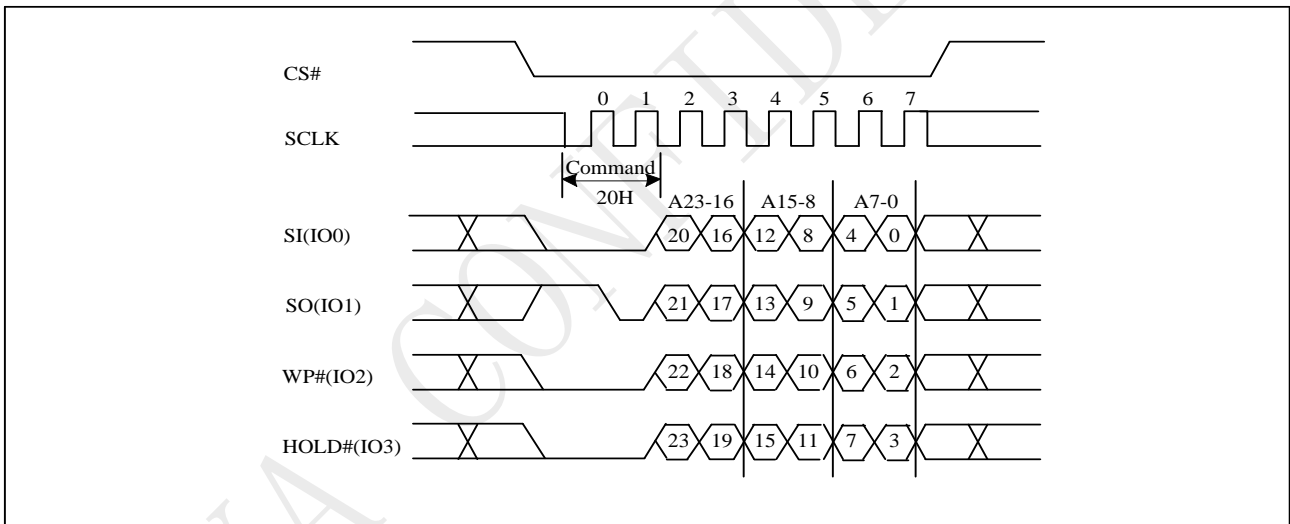 CS#
0 1 2 3 4 5 6 7
SCLK
Command
20H
A23-16 A15-8 A7-0
SI(IO0) 20 16 12 8 4 0
SO(IO1) 21 17 13 9 5 1
WP#(IO2) 22 18 14 10 6 2
HOLD#(IO3) 23 19 15 11 7 3